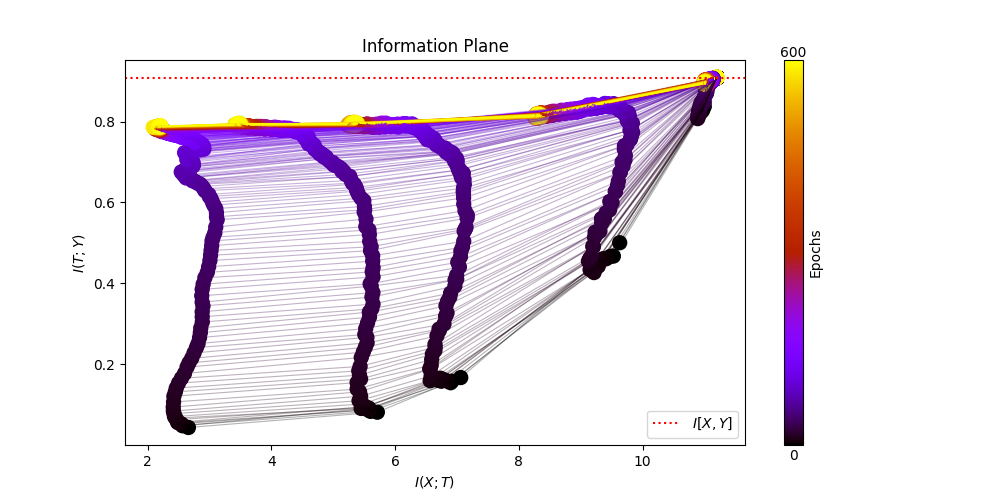 Information Plane
600
0.8
0.6
0.4
0.2
I(T; Y)
Epochs
I[X, Y]
2
4
6
8
10
0
I(X; T)